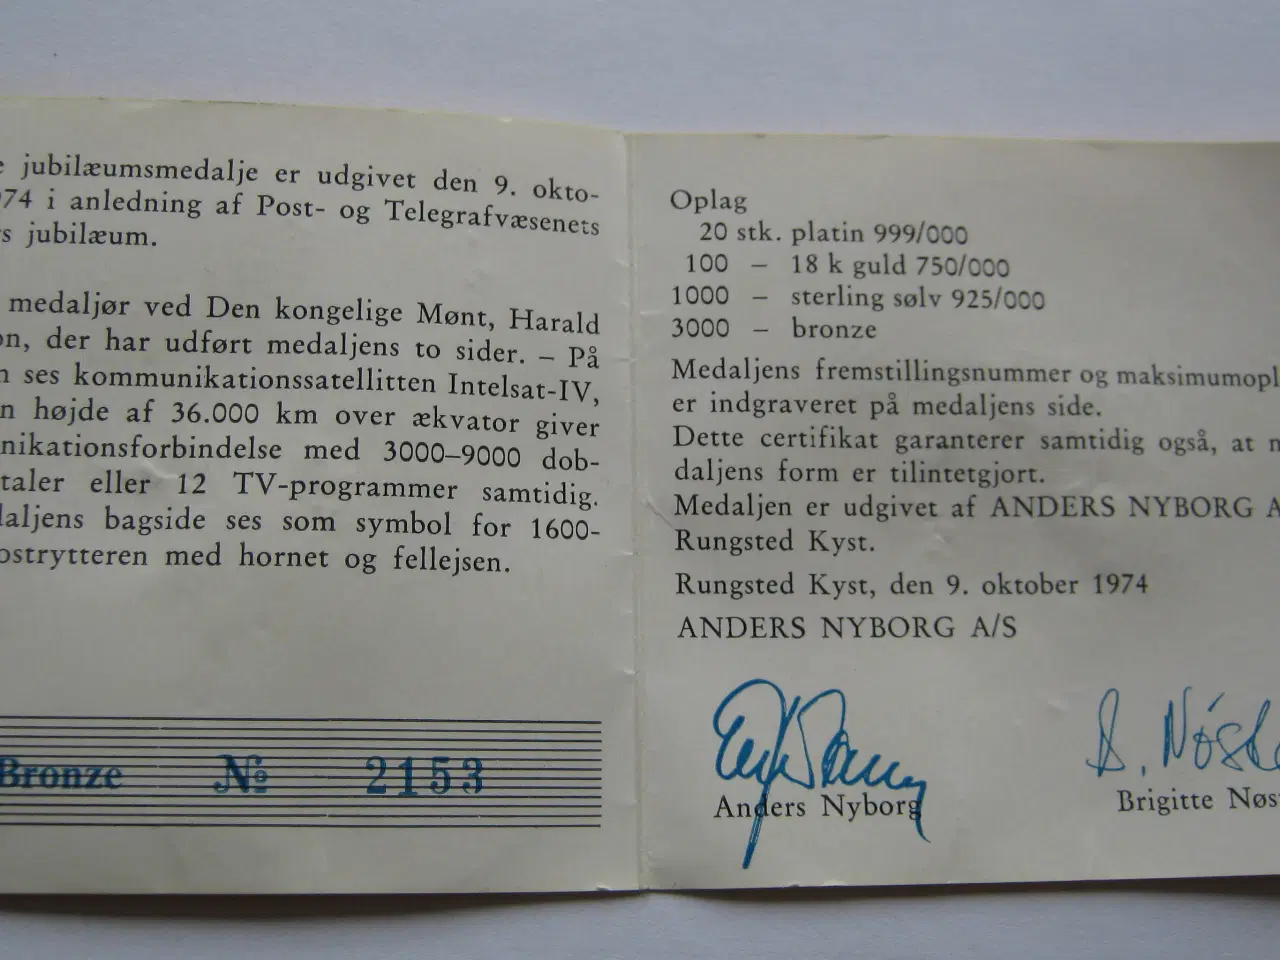 jubilæumsmedalje er udgivet den 9. okto-
74 i anledning af Post- og Telegrafvæsenets
s jubilæum.
medaljør ved Den kongelige Mønt, Harald
on, der har udført medaljens to sider. – På
n ses kommunikationssatellitten Intelsat-IV,
n højde af 36.000 km over ækvator giver
nikationsforbindelse med 3000–9000 dob-
taler eller 12 TV-programmer samtidig.
daljens bagside ses som symbol for 1600-
ostrytteren med hornet og fellejsen.
Bronze № 2153
Oplag
20 stk. platin 999/000
100 – 18 k guld 750/000
1000 – sterling sølv 925/000
3000 – bronze
Medaljens fremstillingsnummer og maksimumopl
er indgraveret på medaljens side.
Dette certifikat garanterer samtidig også, at m
daljens form er tilintetgjort.
Medaljen er udgivet af ANDERS NYBORG A
Rungsted Kyst.
Rungsted Kyst, den 9. oktober 1974
ANDERS NYBORG A/S
B. Nøst
Anders Nyborg
Brigitte Nøs